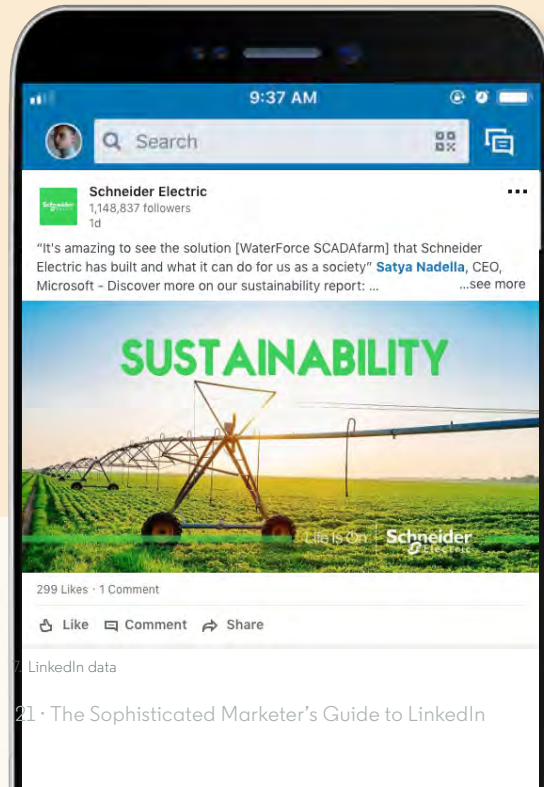 9:37 AM
Search
Schneider Electric
Schneider
1,148,837 followers
1d
“It's amazing to see the solution [WaterForce SCADAfarm] that Schneider
Electric has built and what it can do for us as a society” Satya Nadella, CEO,
Microsoft - Discover more on our sustainability report: ... ...see more
SUSTAINABILITY
Life Is On Schneider
Electric
299 Likes · 1 Comment
Like Comment Share
7. LinkedIn data
21 · The Sophisticated Marketer’s Guide to LinkedIn